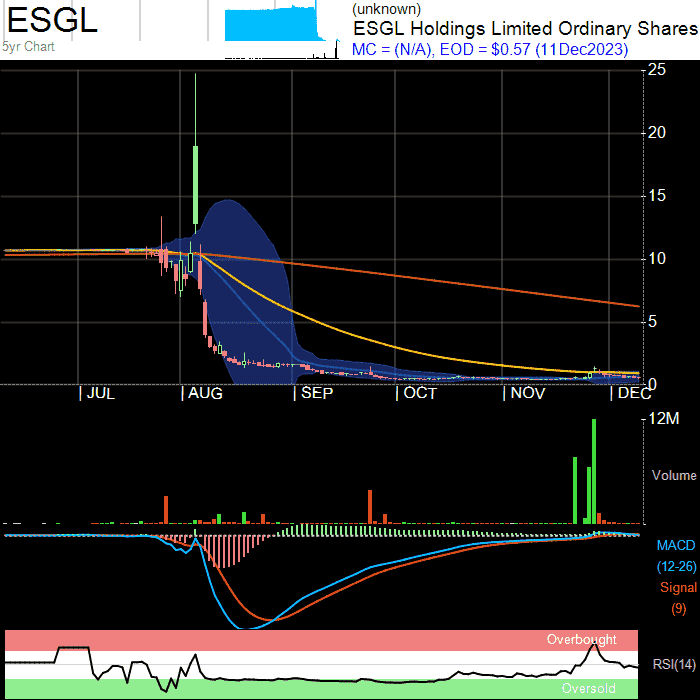 ESGL
5yr Chart
(unknown)
ESGL Holdings Limited Ordinary Shares
MC = (N/A), EOD = $0.57 (11Dec2023)
25
20
15
10
5
0
| JUL | AUG | SEP | OCT | NOV | DEC
12M
Volume
MACD
(12-26)
Signal
(9)
Overbought
RSI(14)
Oversold